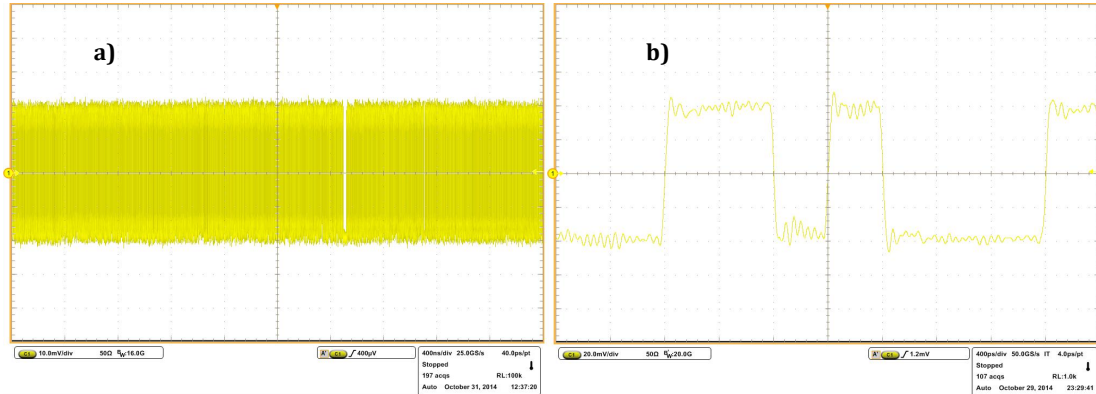 a)
1
C1 10.0mV/div 50Ω BW:16.0G
A' C1 400µV
400ns/div 25.0GS/s 40.0ps/pt
Stopped
197 acqs RL:100k
Auto October 31, 2014 12:37:20
b)
1
C1 20.0mV/div 50Ω BW:20.0G
A' C1 1.2mV
400ps/div 50.0GS/s IT 4.0ps/pt
Stopped
107 acqs RL:1.0k
Auto October 29, 2014 23:29:41